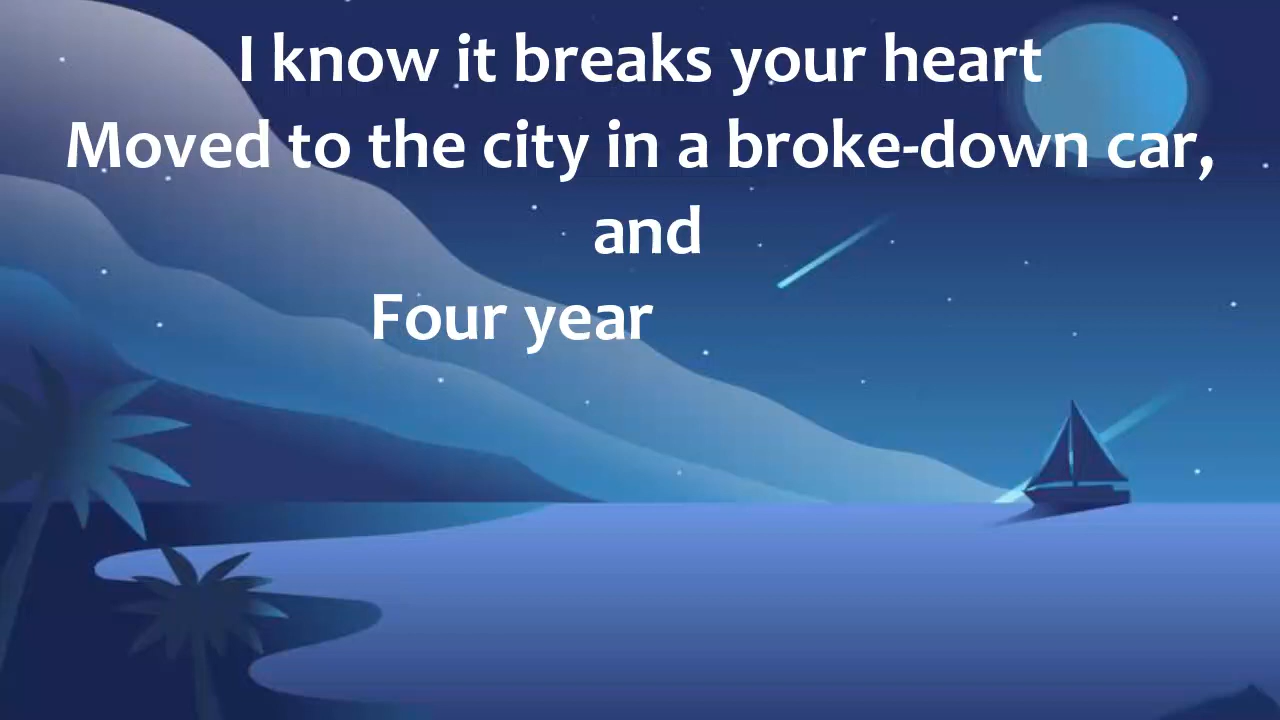 I know it breaks your heart
Moved to the city in a broke-down car,
and
Four year